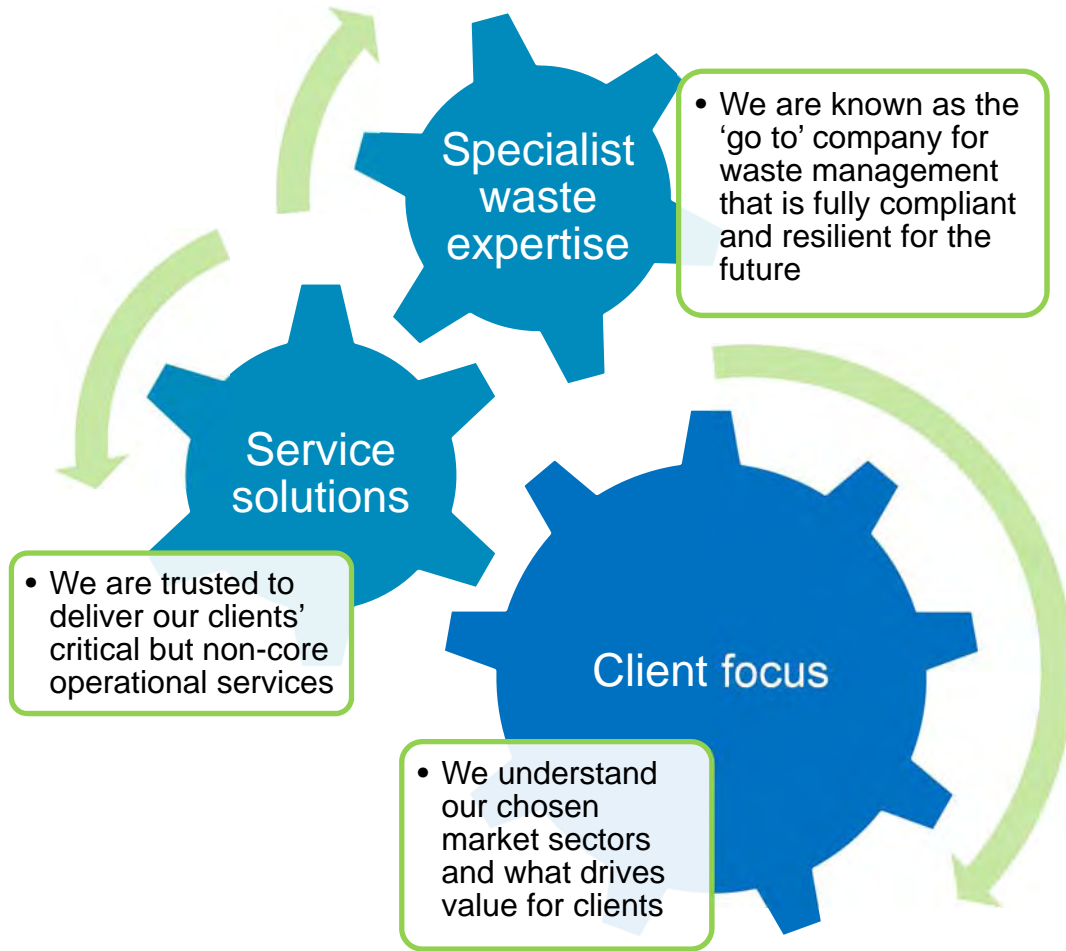 Specialist
waste
expertise
• We are known as the
‘go to’ company for
waste management
that is fully compliant
and resilient for the
future
Service
solutions
• We are trusted to
deliver our clients’
critical but non-core
operational services
Client focus
• We understand
our chosen
market sectors
and what drives
value for clients